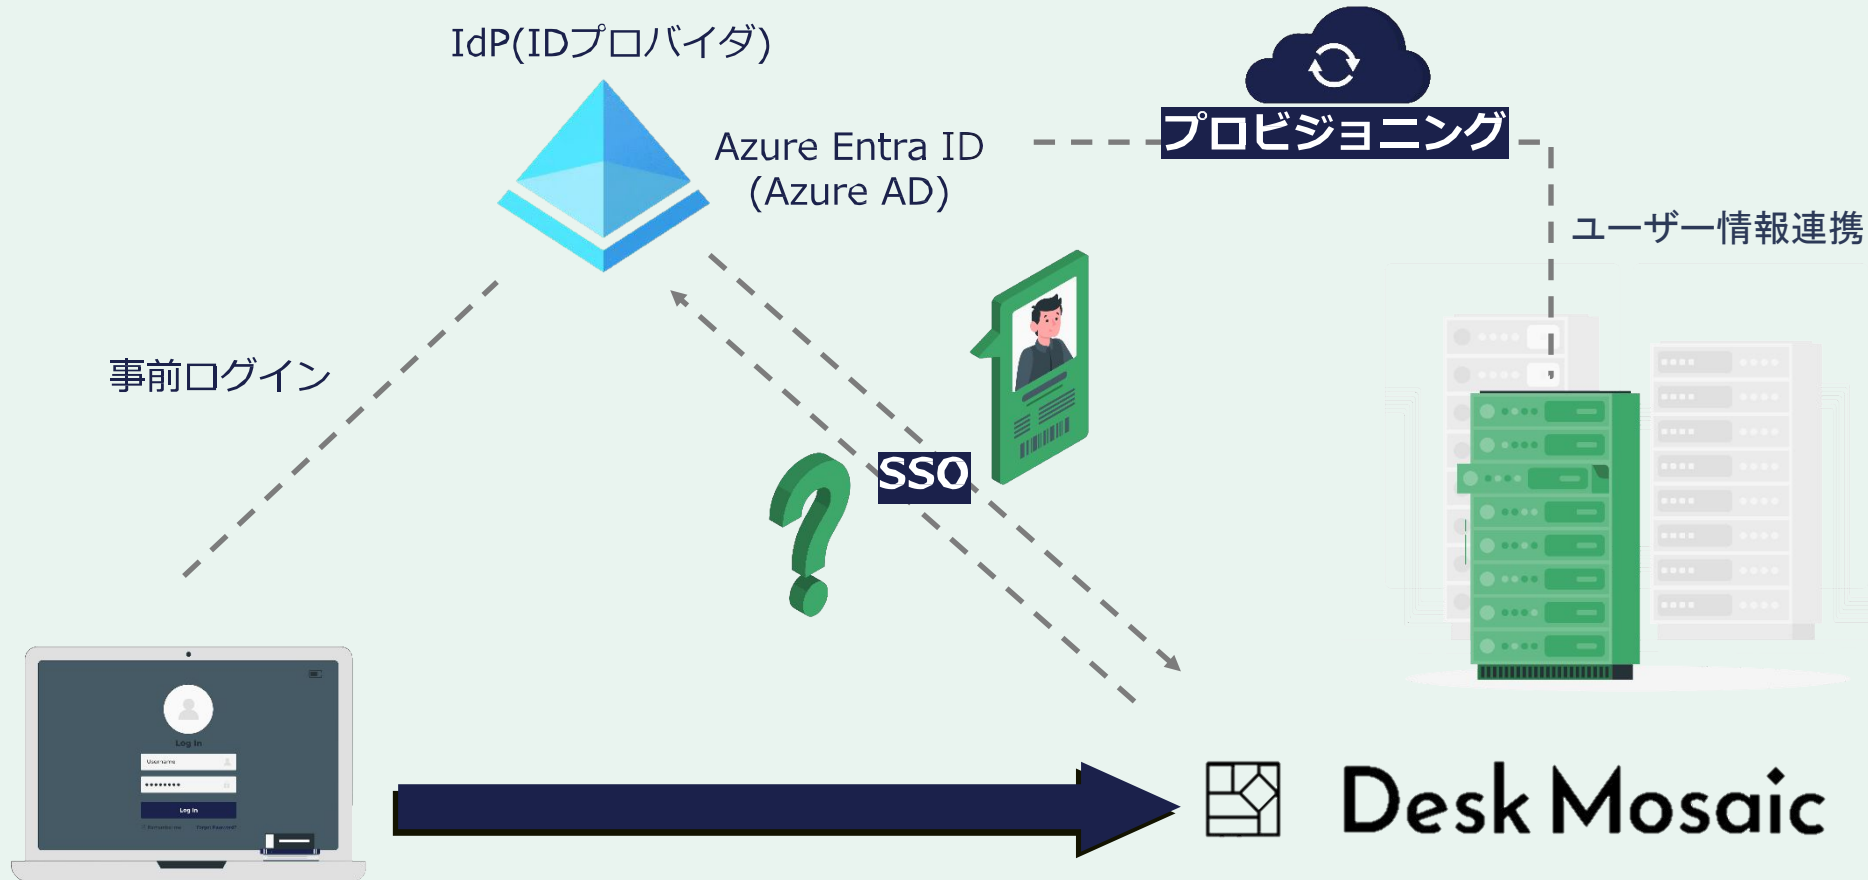 IdP(IDプロバイダ)
プロビジョニング
Azure Entra ID
(Azure AD)
ユーザー情報連携
事前ログイン
SSO
Log In
Username
Log In
Desk Mosaic